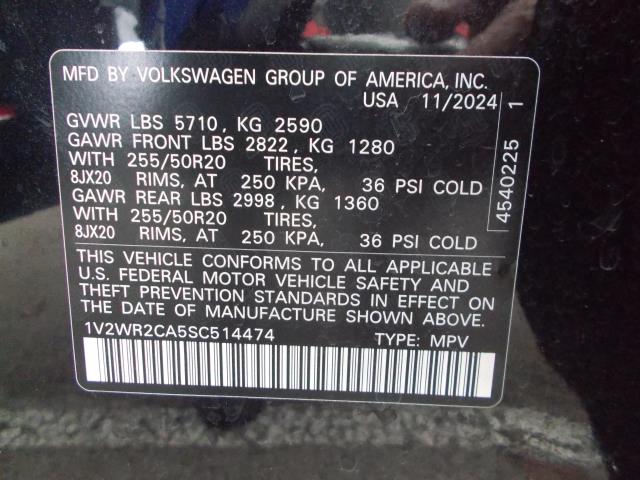 MFD BY VOLKSWAGEN GROUP OF AMERICA, INC.
USA 11/2024
GVWR LBS 5710, KG 2590
GAWR FRONT LBS 2822, KG 1280
WITH 255/50R20 TIRES,
8JX20 RIMS, AT 250 KPA, 36 PSI COLD
GAWR REAR LBS 2998, KG 1360
WITH 255/50R20 TIRES,
8JX20 RIMS, AT 250 KPA, 36 PSI COLD
THIS VEHICLE CONFORMS TO ALL APPLICABLE
U.S. FEDERAL MOTOR VEHICLE SAFETY AND
THEFT PREVENTION STANDARDS IN EFFECT ON
THE DATE OF MANUFACTURE SHOWN ABOVE.
1V2WR2CA5SC514474 TYPE: MPV
4540225 1